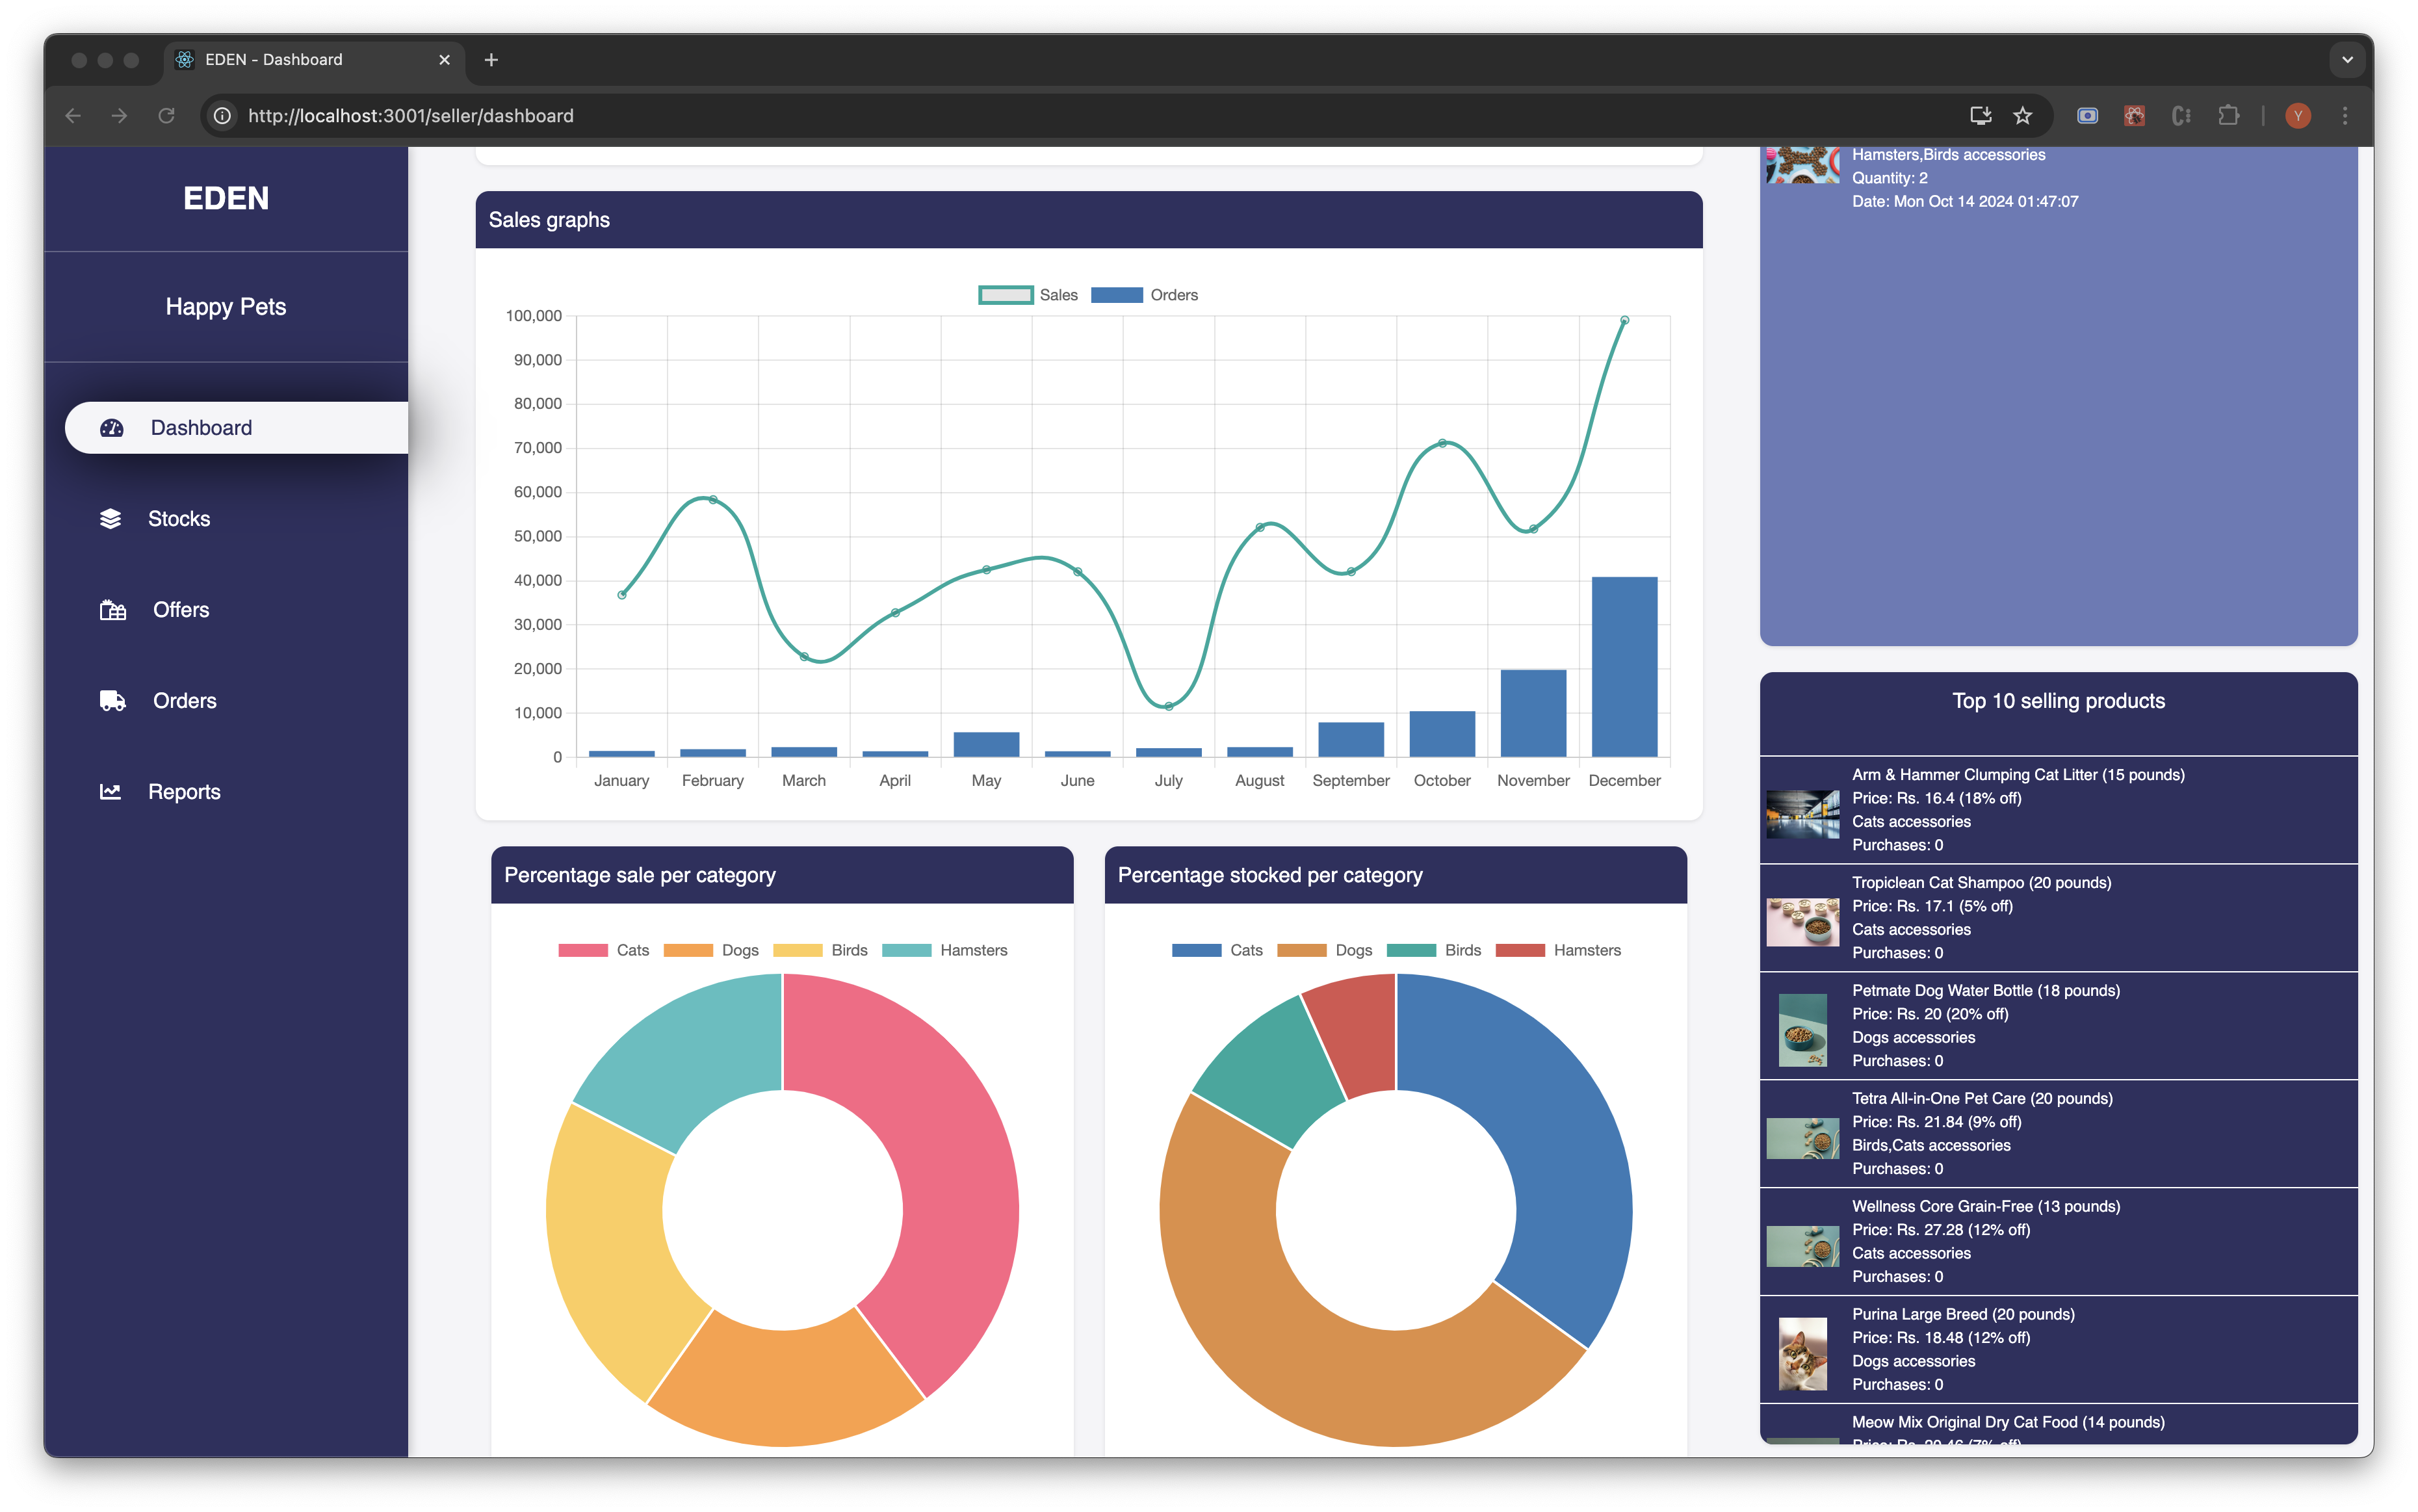 EDEN - Dashboard
http://localhost:3001/seller/dashboard
Y
EDEN
Happy Pets
Dashboard
Stocks
Offers
Orders
Reports
Sales graphs
Sales Orders
100,000
90,000
80,000
70,000
60,000
50,000
40,000
30,000
20,000
10,000
0
January February March April May June July August September October November December
Percentage sale per category
Cats Dogs Birds Hamsters
Percentage stocked per category
Cats Dogs Birds Hamsters
Hamsters,Birds accessories
Quantity: 2
Date: Mon Oct 14 2024 01:47:07
Top 10 selling products
Arm & Hammer Clumping Cat Litter (15 pounds)
Price: Rs. 16.4 (18% off)
Cats accessories
Purchases: 0
Tropiclean Cat Shampoo (20 pounds)
Price: Rs. 17.1 (5% off)
Cats accessories
Purchases: 0
Petmate Dog Water Bottle (18 pounds)
Price: Rs. 20 (20% off)
Dogs accessories
Purchases: 0
Tetra All-in-One Pet Care (20 pounds)
Price: Rs. 21.84 (9% off)
Birds,Cats accessories
Purchases: 0
Wellness Core Grain-Free (13 pounds)
Price: Rs. 27.28 (12% off)
Cats accessories
Purchases: 0
Purina Large Breed (20 pounds)
Price: Rs. 18.48 (12% off)
Dogs accessories
Purchases: 0
Meow Mix Original Dry Cat Food (14 pounds)